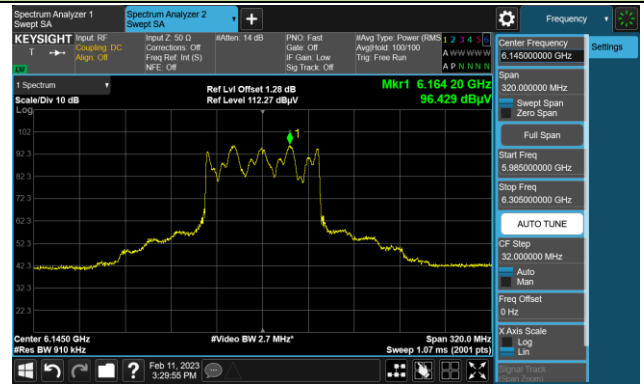 Spectrum Analyzer 1
Swept SA
Spectrum Analyzer 2
Swept SA
+
Frequency
KEYSIGHT
T
Input: RF
Coupling: DC
Align: Off
Input Z: 50 Ω
Corrections: Off
Freq Ref: Int (S)
NFE: Off
#Atten: 14 dB
PNO: Fast
Gate: Off
IF Gain: Low
Sig Track: Off
#Avg Type: Power (RMS
Avg|Hold: 100/100
Trig: Free Run
1 2 3 4 5 6
A W W W W W
A P N N N N
1 Spectrum
Scale/Div 10 dB
Log
Ref Lvl Offset 1.28 dB
Ref Level 112.27 dBµV
Mkr1 6.164 20 GHz
96.429 dBµV
102
92.3
82.3
72.3
62.3
52.3
42.3
32.3
22.3
1
Center 6.1450 GHz
#Res BW 910 kHz
#Video BW 2.7 MHz*
Span 320.0 MHz
Sweep 1.07 ms (2001 pts)
Center Frequency
6.145000000 GHz
Settings
Span
320.000000 MHz
Swept Span
Zero Span
Full Span
Start Freq
5.985000000 GHz
Stop Freq
6.305000000 GHz
AUTO TUNE
CF Step
32.000000 MHz
Auto
Man
Freq Offset
0 Hz
X Axis Scale
Log
Lin
Signal Track
(Span Zoom)
?
Feb 11, 2023
3:29:55 PM